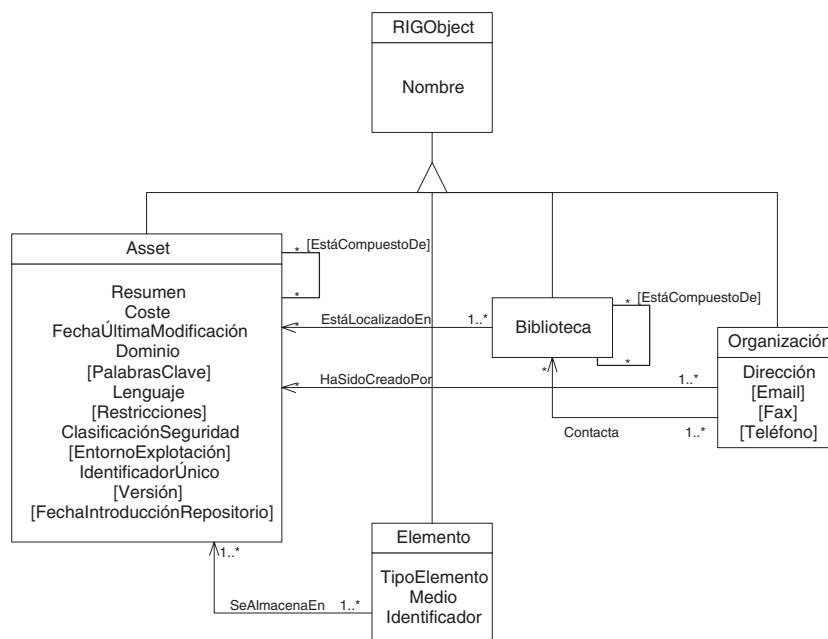 RIGObject
Nombre
Asset
Resumen
Coste
FechaÚltimaModificación
Dominio
[PalabrasClave]
Lenguaje
[Restricciones]
ClasificaciónSeguridad
[EntornoExplotación]
IdentificadorÚnico
[Versión]
[FechaIntroducciónRepositorio]
* [EstáCompuestoDe]
*
* EstáLocalizadoEn 1..*
Biblioteca
* [EstáCompuestoDe]
*
* HaSidoCreadoPor 1..*
*
Contacta 1..*
Organización
Dirección
[Email]
[Fax]
[Teléfono]
1..*
SeAlmacenaEn 1..*
Elemento
TipoElemento
Medio
Identificador